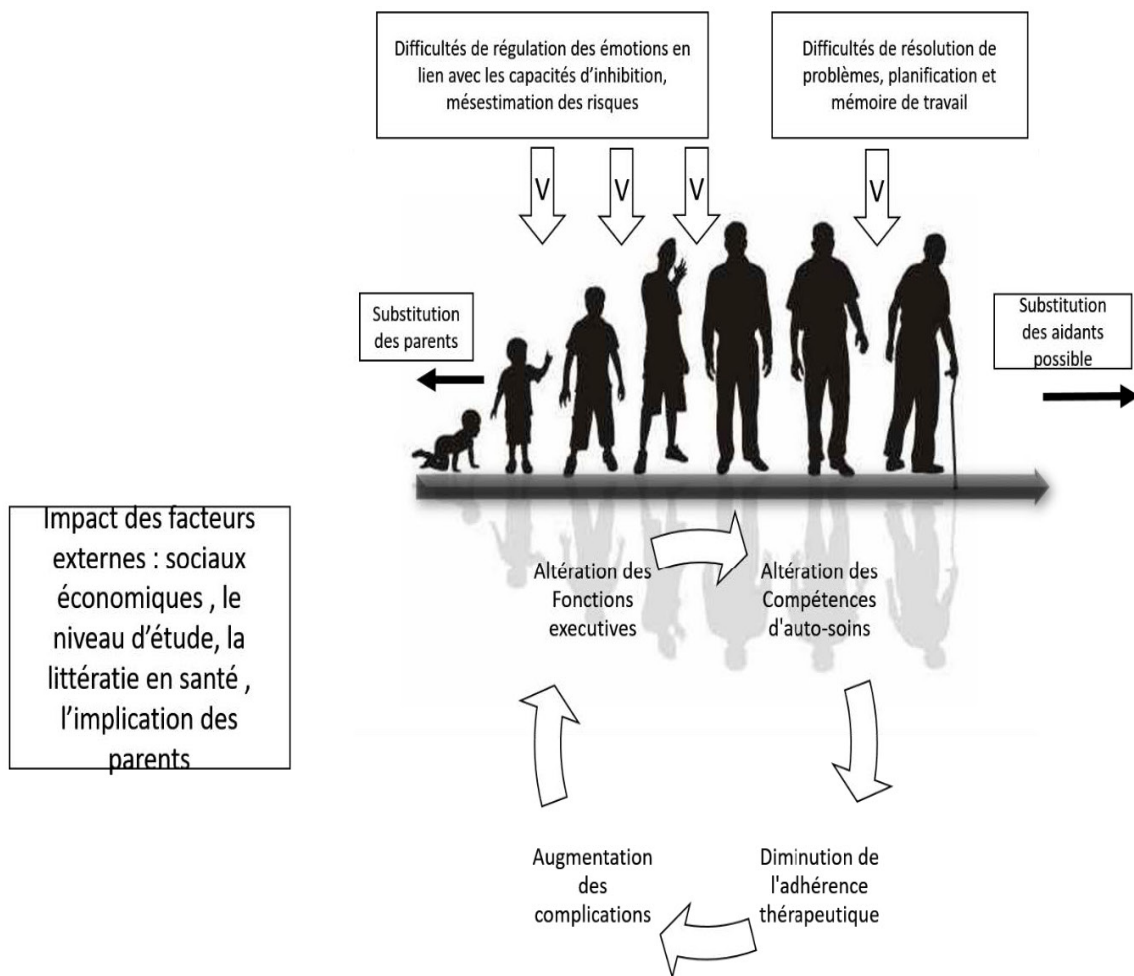 Difficultés de régulation des émotions en
lien avec les capacités d'inhibition,
mésestimation des risques
Difficultés de résolution de
problèmes, planification et
mémoire de travail
V
V
V
V
Substitution
des parents
Substitution
des aidants
possible
Impact des facteurs
externes : sociaux
économiques , le
niveau d'étude, la
littératie en santé ,
l'implication des
parents
Altération des
Fonctions
executives
Altération des
Compétences
d'auto-soins
Augmentation
des
complications
Diminution de
l'adhérence
thérapeutique